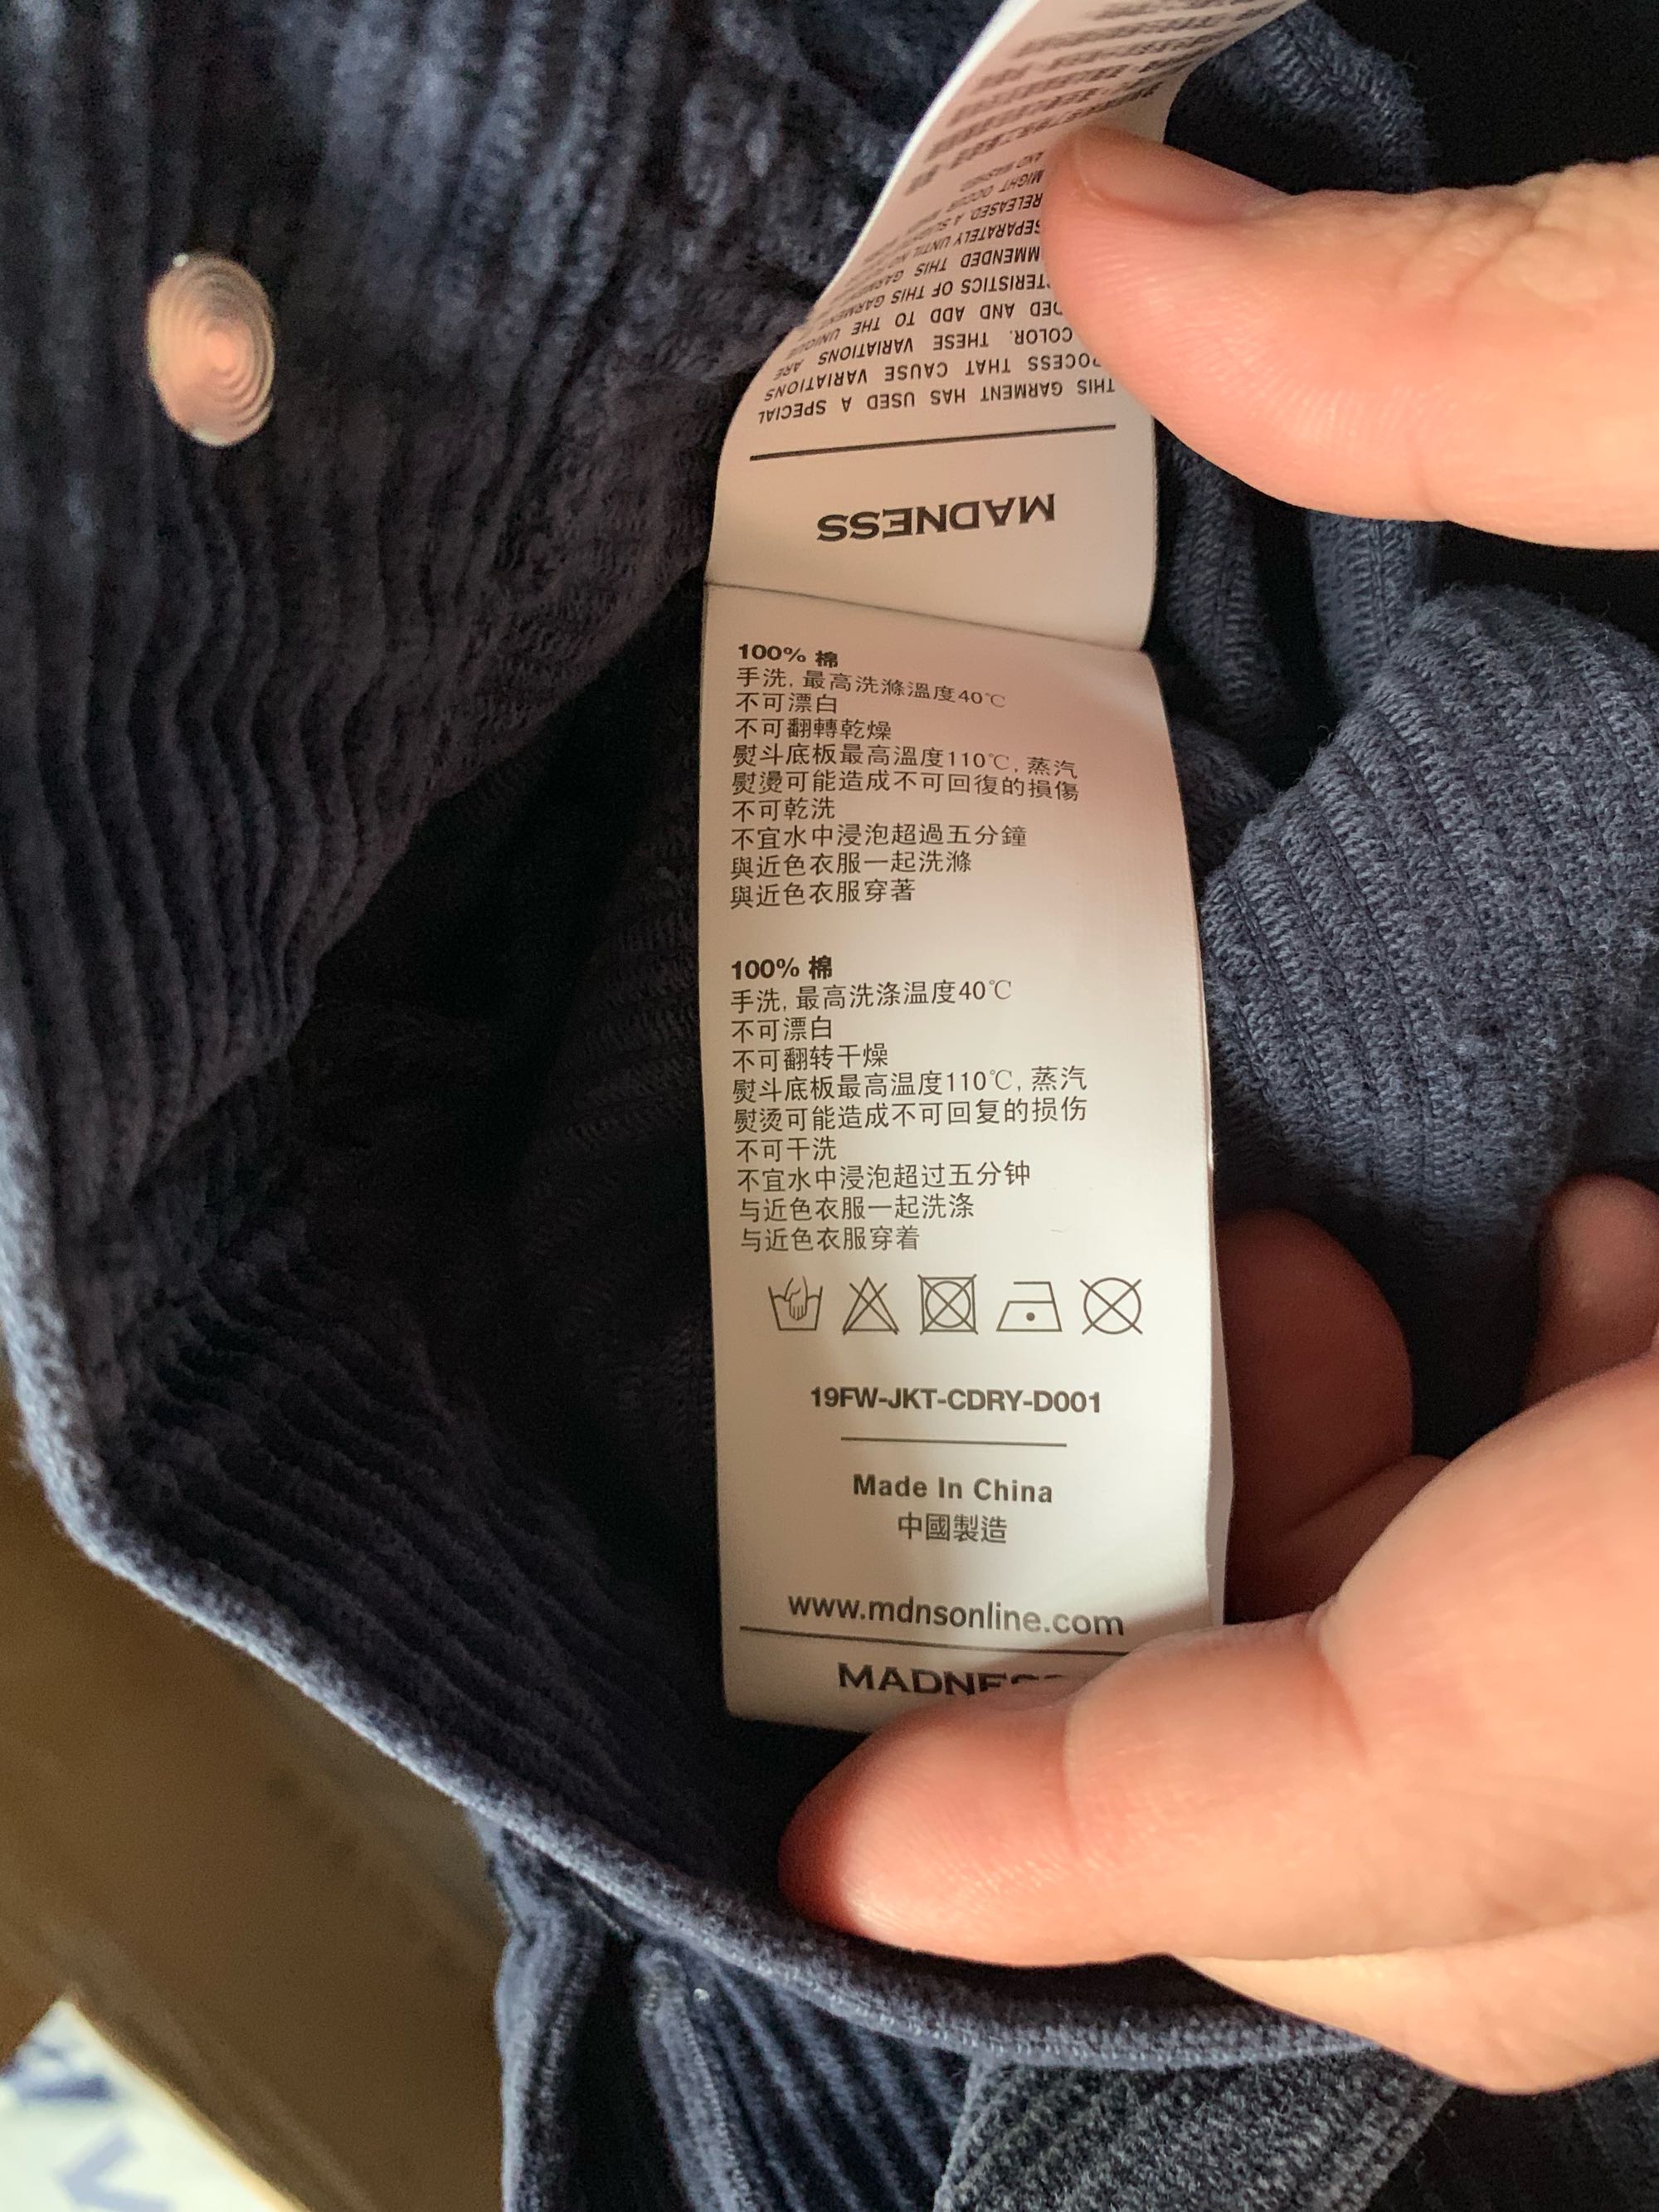 MADNESS
THIS GARMENT HAS USED A SPECIAL
PROCESS THAT CAUSE VARIATIONS
COLOR. THESE VARIATIONS ARE
AND ADD TO THE UNIQUE
OF THIS GARMENT
THIS
SEPARATELY UNTIL
RELEASED. A
MIGHT OCCUR
AND WASHED
100% 棉
手洗, 最高洗滌溫度40℃
不可漂白
不可翻轉乾燥
熨斗底板最高溫度110℃, 蒸汽
熨燙可能造成不可回復的損傷
不可乾洗
不宜水中浸泡超過五分鐘
與近色衣服一起洗滌
與近色衣服穿著
100% 棉
手洗, 最高洗涤温度40℃
不可漂白
不可翻转干燥
熨斗底板最高温度110℃, 蒸汽
熨烫可能造成不可回复的损伤
不可干洗
不宜水中浸泡超过五分钟
与近色衣服一起洗涤
与近色衣服穿着
19FW-JKT-CDRY-D001
Made In China
中國製造
www.mdnsonline.com